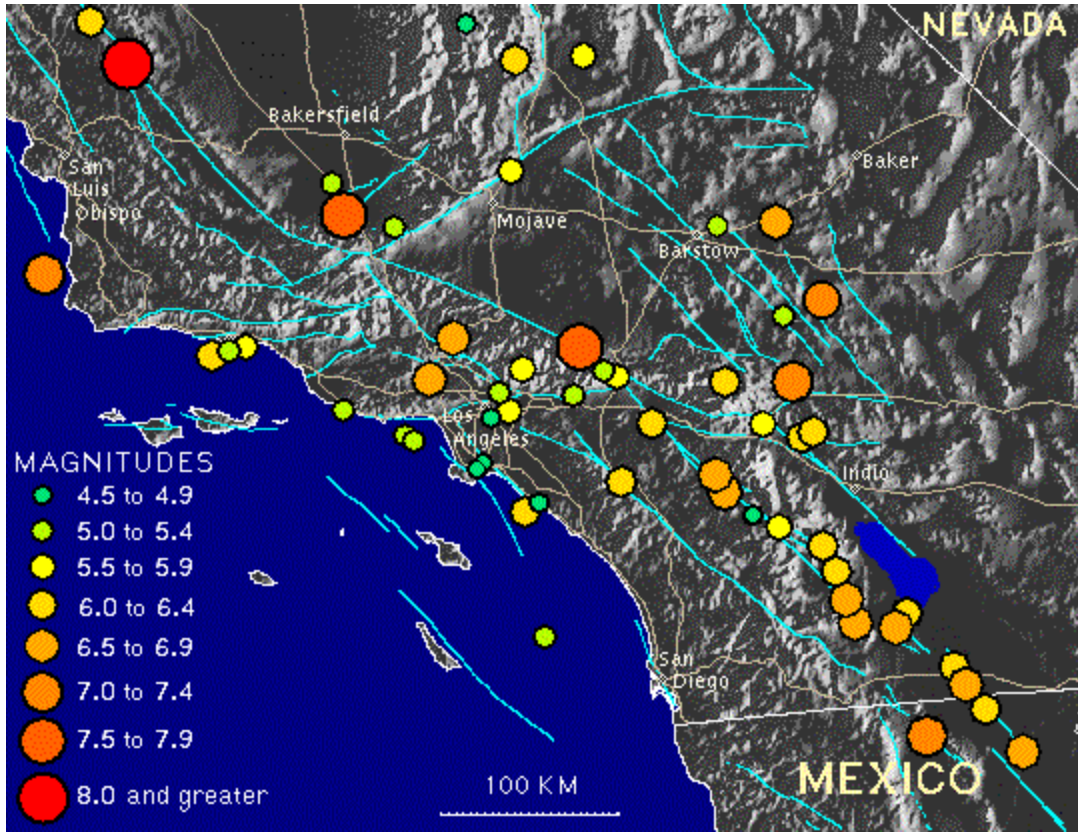 NEVADA
Bakersfield
San
Luis
Obispo
Baker
Mojave
Barstow
Los
Angeles
Indio
MAGNITUDES
4.5 to 4.9
5.0 to 5.4
5.5 to 5.9
6.0 to 6.4
6.5 to 6.9
7.0 to 7.4
7.5 to 7.9
8.0 and greater
San
Diego
100 KM
MEXICO